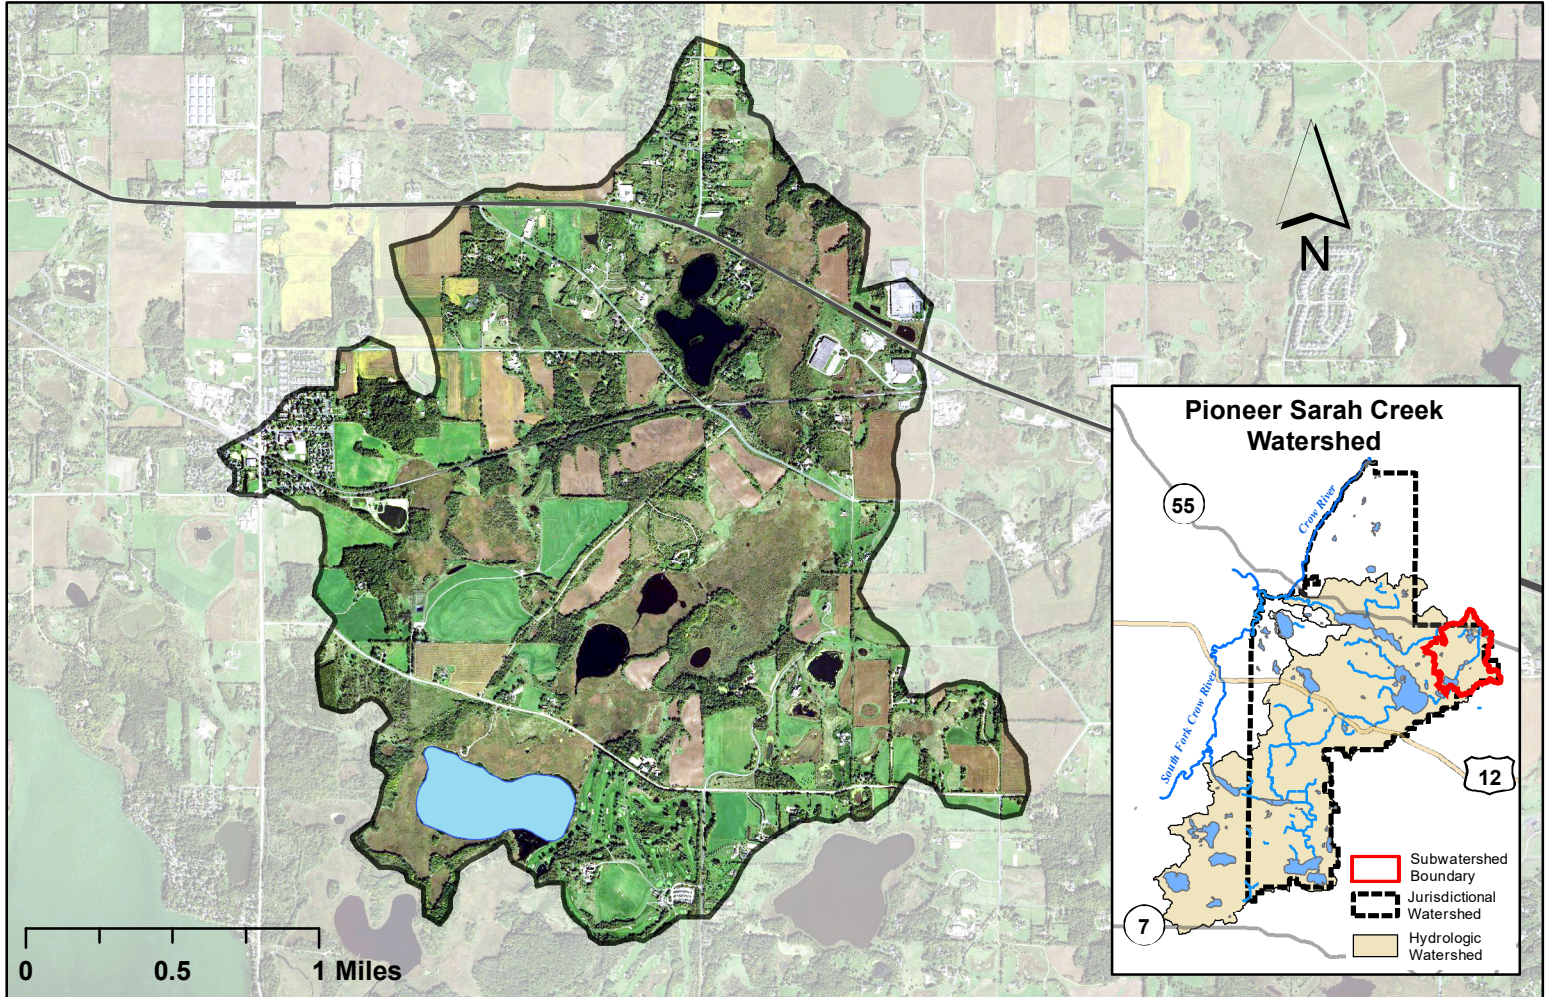 N
0 0.5 1 Miles
Pioneer Sarah Creek
Watershed
55
Crow River
South Fork Crow River
12
7
Subwatershed
Boundary
Jurisdictional
Watershed
Hydrologic
Watershed